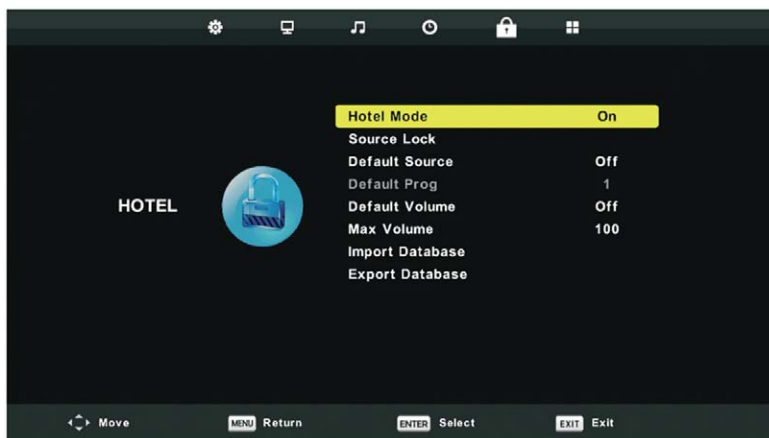 Hotel Mode On
Source Lock
Default Source Off
Default Prog 1
HOTEL
Default Volume Off
Max Volume 100
Import Database
Export Database
Move MENU Return ENTER Select EXIT Exit